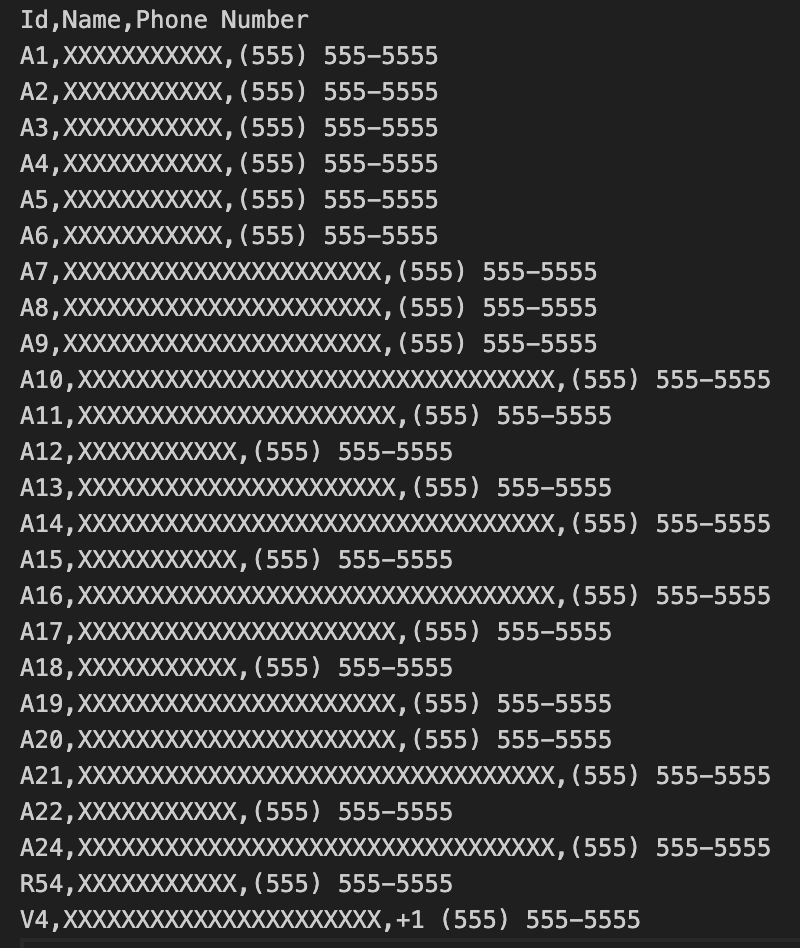 Id,Name,Phone Number
A1,XXXXXXXXXXX,(555) 555-5555
A2,XXXXXXXXXXX,(555) 555-5555
A3,XXXXXXXXXXX,(555) 555-5555
A4,XXXXXXXXXXX,(555) 555-5555
A5,XXXXXXXXXXX,(555) 555-5555
A6,XXXXXXXXXXX,(555) 555-5555
A7,XXXXXXXXXXXXXXXXXXXXXX,(555) 555-5555
A8,XXXXXXXXXXXXXXXXXXXXXX,(555) 555-5555
A9,XXXXXXXXXXXXXXXXXXXXXX,(555) 555-5555
A10,XXXXXXXXXXXXXXXXXXXXXXXXXXXXXXXXX,(555) 555-5555
A11,XXXXXXXXXXXXXXXXXXXXXX,(555) 555-5555
A12,XXXXXXXXXXX,(555) 555-5555
A13,XXXXXXXXXXXXXXXXXXXXXX,(555) 555-5555
A14,XXXXXXXXXXXXXXXXXXXXXXXXXXXXXXXXX,(555) 555-5555
A15,XXXXXXXXXXX,(555) 555-5555
A16,XXXXXXXXXXXXXXXXXXXXXXXXXXXXXXXXX,(555) 555-5555
A17,XXXXXXXXXXXXXXXXXXXXXX,(555) 555-5555
A18,XXXXXXXXXXX,(555) 555-5555
A19,XXXXXXXXXXXXXXXXXXXXXX,(555) 555-5555
A20,XXXXXXXXXXXXXXXXXXXXXX,(555) 555-5555
A21,XXXXXXXXXXXXXXXXXXXXXXXXXXXXXXXXX,(555) 555-5555
A22,XXXXXXXXXXX,(555) 555-5555
A24,XXXXXXXXXXXXXXXXXXXXXXXXXXXXXXXXX,(555) 555-5555
R54,XXXXXXXXXXX,(555) 555-5555
V4,XXXXXXXXXXXXXXXXXXXXXX,+1 (555) 555-5555